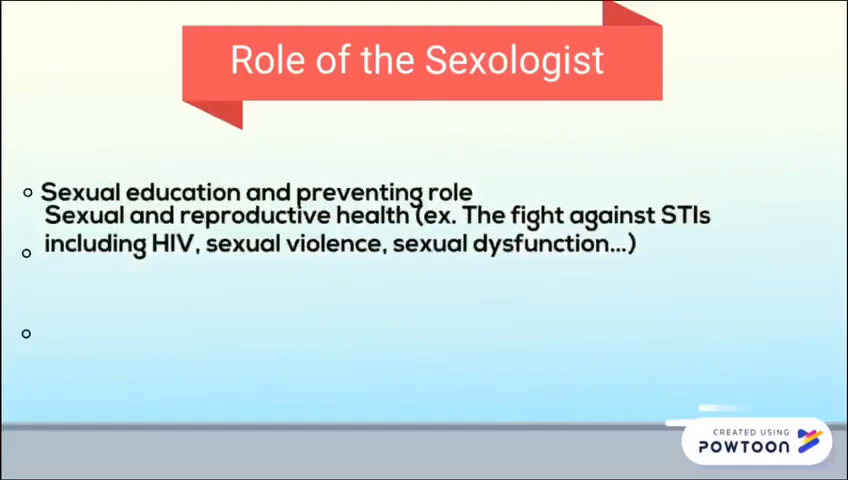 Role of the Sexologist
Sexual education and preventing role
Sexual and reproductive health (ex. The fight against STIs
including HIV, sexual violence, sexual dysfunction...)
CREATED USING
POWTOON